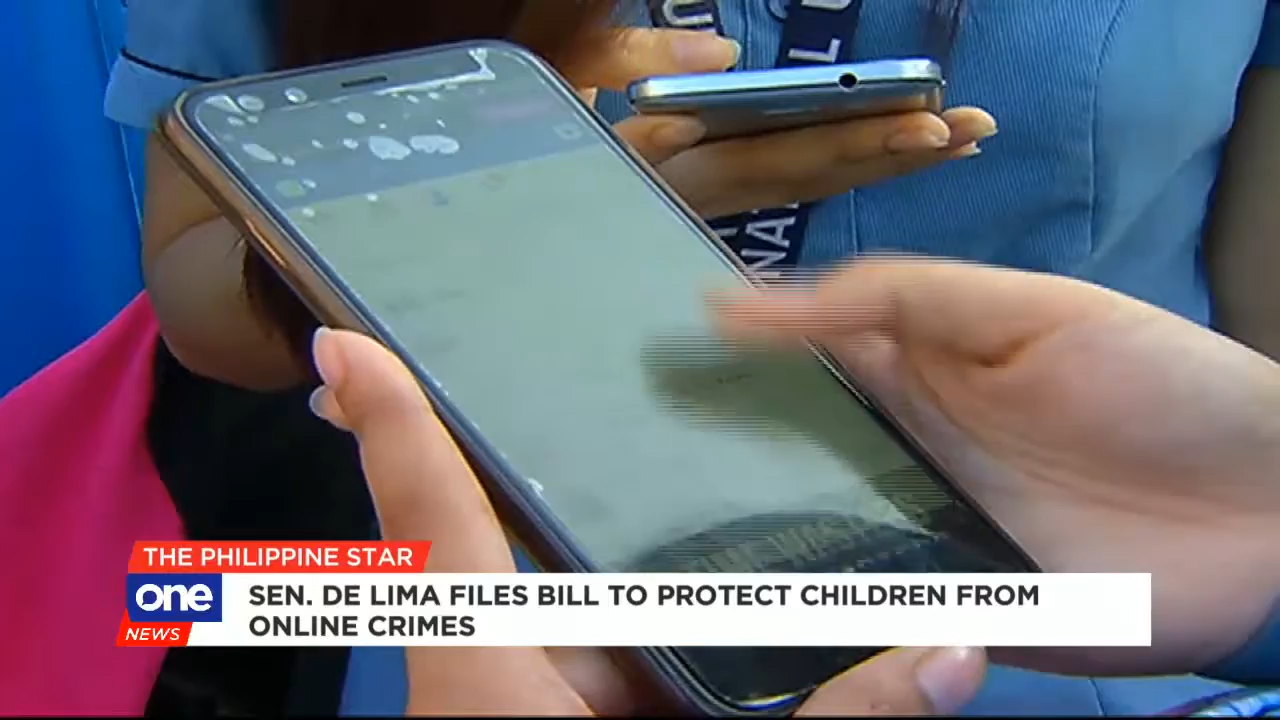 THE PHILIPPINE STAR
one
NEWS
SEN. DE LIMA FILES BILL TO PROTECT CHILDREN FROM
ONLINE CRIMES